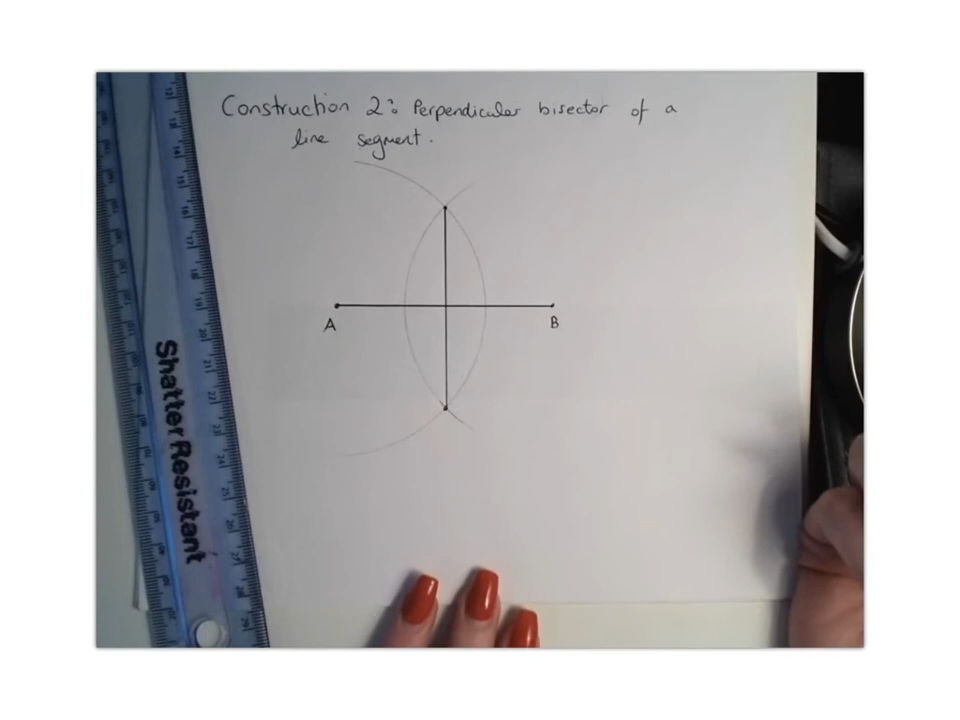 Construction 2: Perpendicular bisector of a
line segment.
A
B
Shatter Resistant